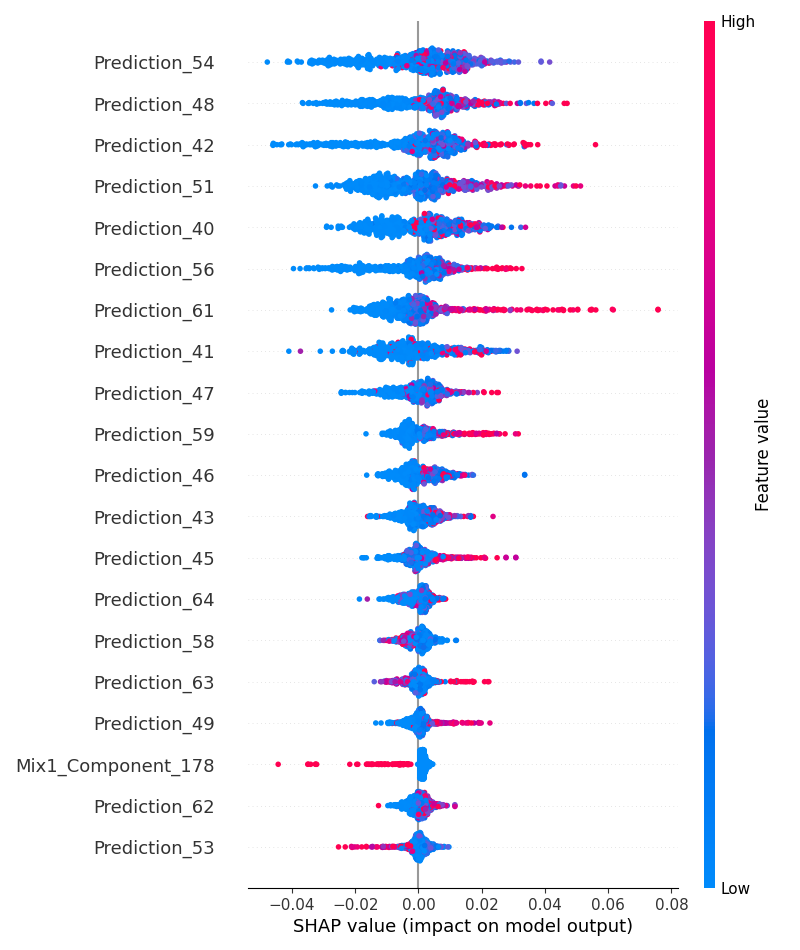 High
Prediction_54
Prediction_48
Prediction_42
Prediction_51
Prediction_40
Prediction_56
Prediction_61
Prediction_41
Prediction_47
Prediction_59
Prediction_46
Prediction_43
Prediction_45
Prediction_64
Prediction_58
Prediction_63
Prediction_49
Mix1_Component_178
Prediction_62
Prediction_53
Feature value
Low
−0.04 −0.02 0.00 0.02 0.04 0.06 0.08
SHAP value (impact on model output)